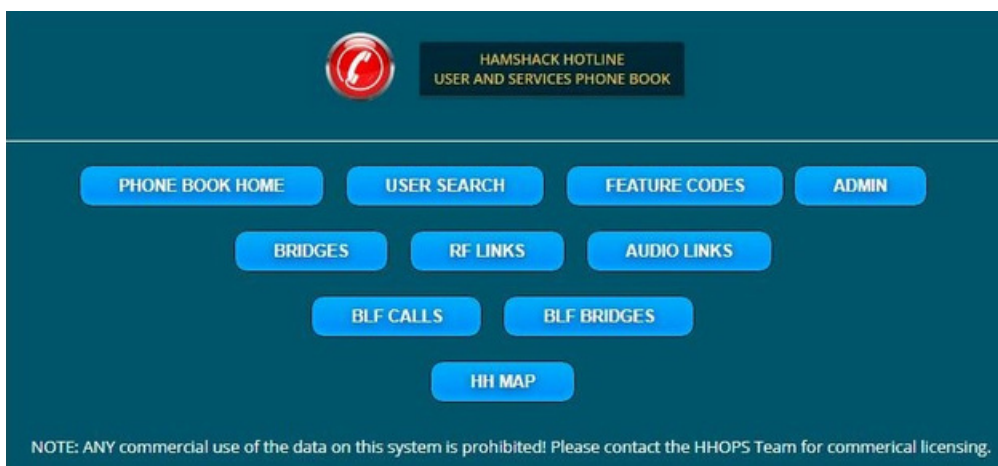 HAMSHACK HOTLINE
USER AND SERVICES PHONE BOOK
PHONE BOOK HOME USER SEARCH FEATURE CODES ADMIN
BRIDGES RF LINKS AUDIO LINKS
BLF CALLS BLF BRIDGES
HH MAP
NOTE: ANY commercial use of the data on this system is prohibited! Please contact the HHOPS Team for commerical licensing.